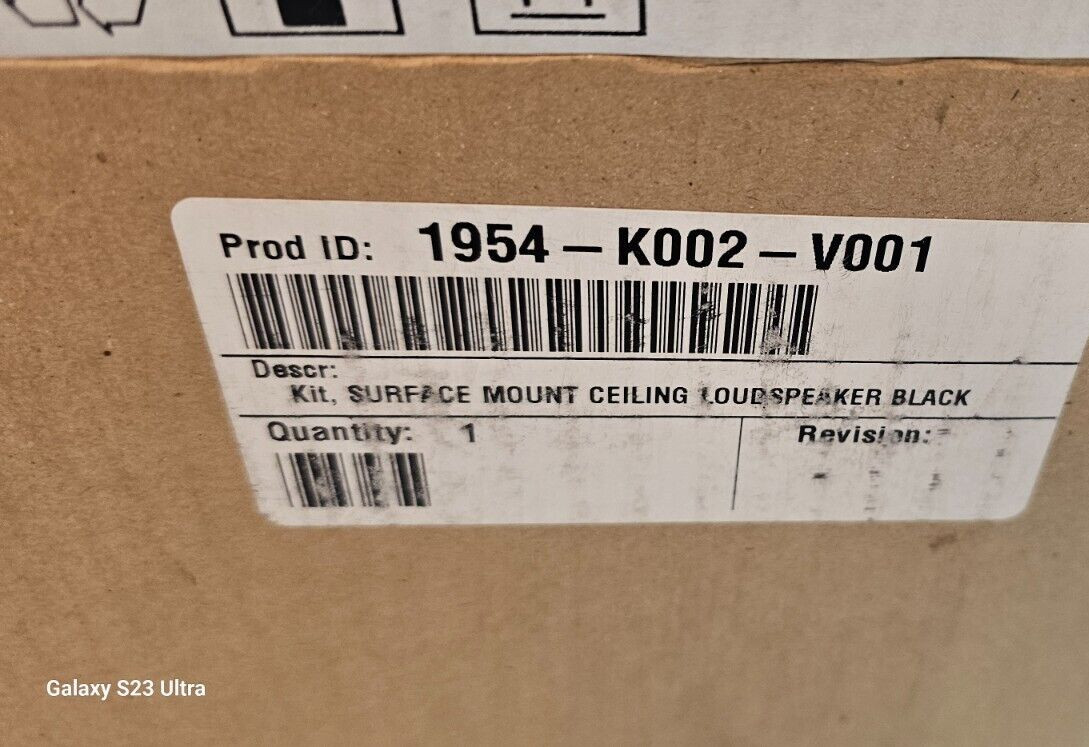 Prod ID: 1954-K002-V001
Descr:
Kit, SURFACE MOUNT CEILING LOUDSPEAKER BLACK
Quantity: 1
Revision:
Galaxy S23 Ultra